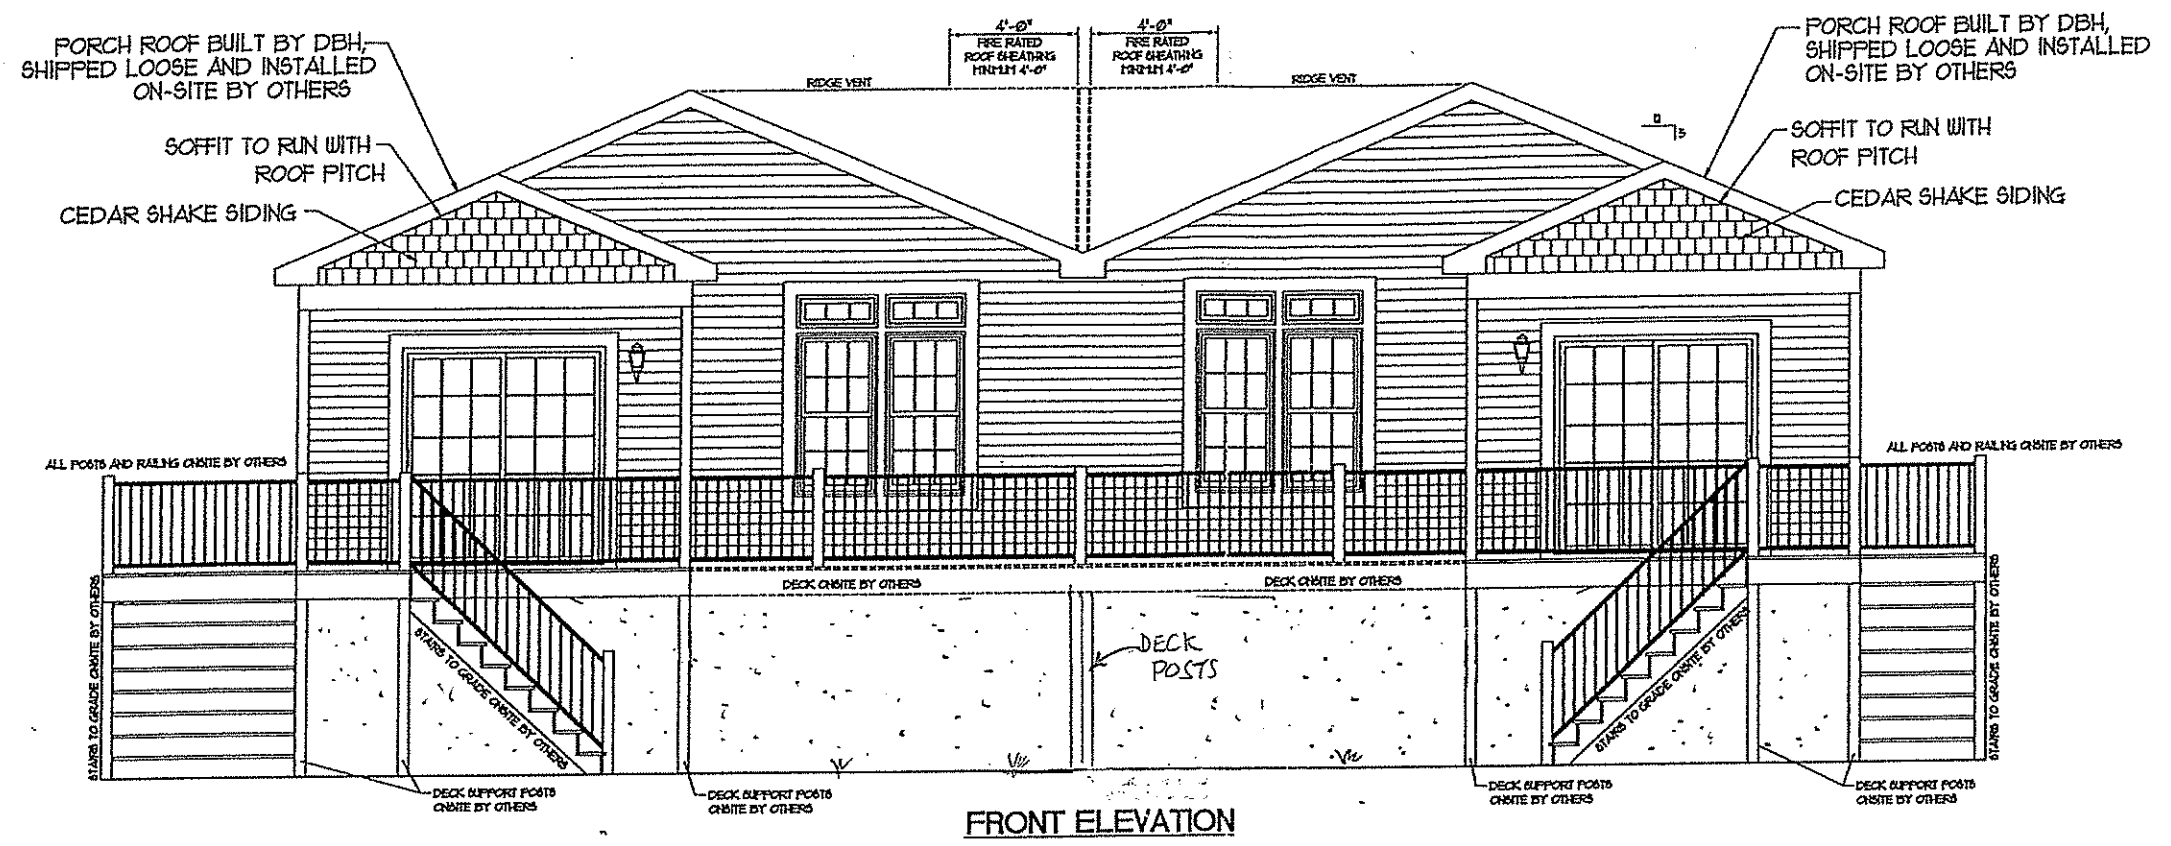 4'-0"
FIRE RATED
ROOF SHEATHING
MINIMUM 4'-0"
4'-0"
FIRE RATED
ROOF SHEATHING
MINIMUM 4'-0"
PORCH ROOF BUILT BY DBH,
SHIPPED LOOSE AND INSTALLED
ON-SITE BY OTHERS
PORCH ROOF BUILT BY DBH,
SHIPPED LOOSE AND INSTALLED
ON-SITE BY OTHERS
RIDGE VENT
RIDGE VENT
SOFFIT TO RUN WITH
ROOF PITCH
5
SOFFIT TO RUN WITH
ROOF PITCH
CEDAR SHAKE SIDING
CEDAR SHAKE SIDING
ALL POSTS AND RAILING ONSITE BY OTHERS
ALL POSTS AND RAILING ONSITE BY OTHERS
DECK ONSITE BY OTHERS
DECK ONSITE BY OTHERS
STAIRS TO GRADE ONSITE BY OTHERS
STAIRS TO GRADE ONSITE BY OTHERS
DECK
POSTS
STAIRS TO GRADE ONSITE BY OTHERS
STAIRS TO GRADE ONSITE BY OTHERS
DECK SUPPORT POSTS
ONSITE BY OTHERS
DECK SUPPORT POSTS
ONSITE BY OTHERS
DECK SUPPORT POSTS
ONSITE BY OTHERS
DECK SUPPORT POSTS
ONSITE BY OTHERS
FRONT ELEVATION